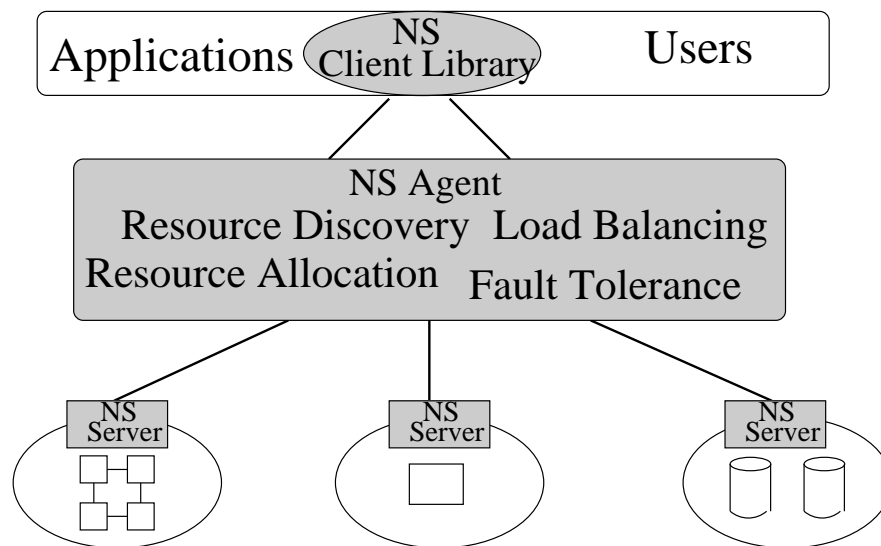 Applications
NS
Client Library
Users
NS Agent
Resource Discovery
Load Balancing
Resource Allocation
Fault Tolerance
NS
Server
NS
Server
NS
Server